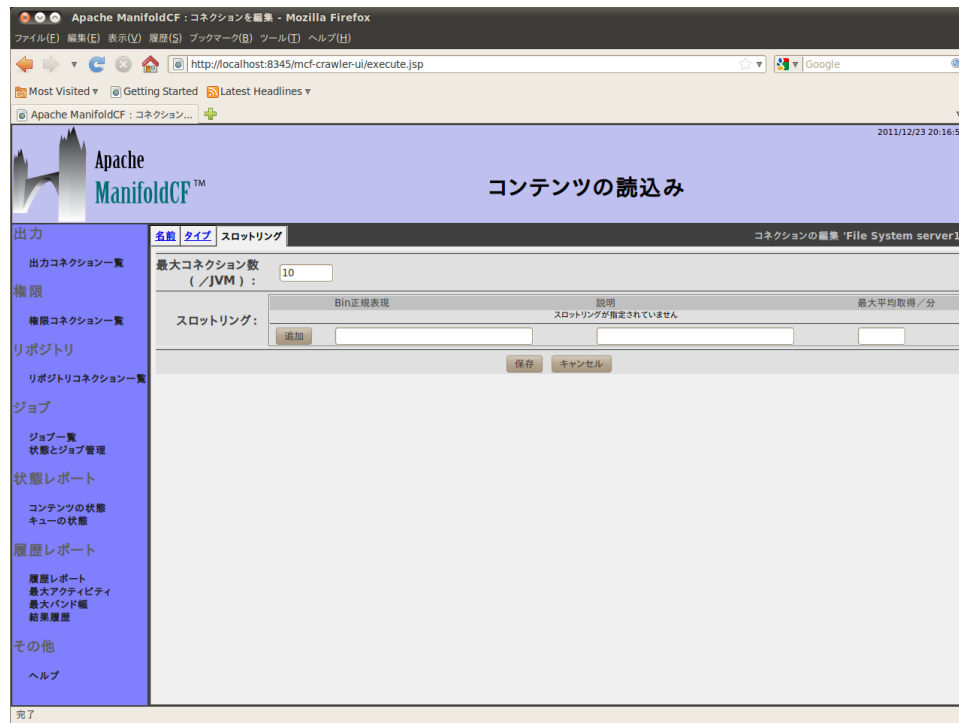 Apache ManifoldCF : コネクションを編集 - Mozilla Firefox
ファイル(F) 編集(E) 表示(V) 履歴(S) ブックマーク(B) ツール(T) ヘルプ(H)
http://localhost:8345/mcf-crawler-ui/execute.jsp
Google
Most Visited Getting Started Latest Headlines
Apache ManifoldCF : コネクション...
2011/12/23 20:16:5
Apache
ManifoldCF™
コンテンツの読込み
名前 タイプ スロットリング
コネクションの編集 'File System server1
出力
出力コネクション一覧
権限
権限コネクション一覧
リポジトリ
リポジトリコネクション一覧
ジョブ
ジョブ一覧
状態とジョブ管理
状態レポート
コンテンツの状態
キューの状態
履歴レポート
履歴レポート
最大アクティビティ
最大バンド幅
結果履歴
その他
ヘルプ
最大コネクション数
(／JVM) :
10
スロットリング:
Bin正規表現 説明 最大平均取得／分
スロットリングが指定されていません
追加
保存 キャンセル
完了